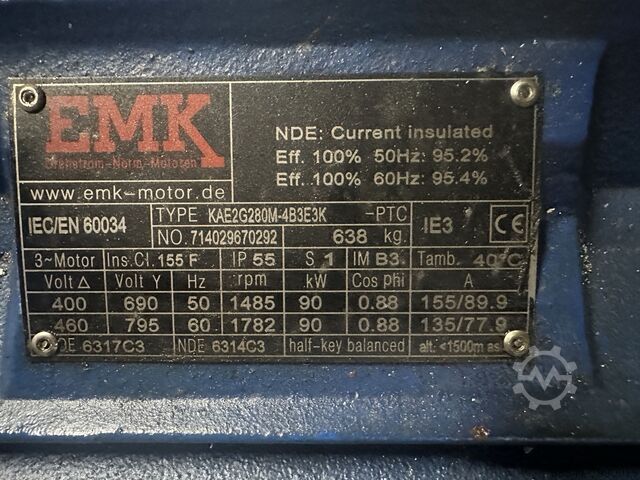 EMK
Drehstrom-Norm-Motoren
www.emk-motor.de
NDE: Current insulated
Eff. 100% 50Hz: 95.2%
Eff. 100% 60Hz: 95.4%
IEC/EN 60034
TYPE KAE2G280M-4B3E3K -PTC
NO. 714029670292 638 kg.
IE3 CE
3~Motor Ins.Cl. 155 F IP 55 S 1 IM B3 Tamb. 40°C
Volt Δ Volt Y Hz rpm kW Cos phi A
400 690 50 1485 90 0.88 155/89.9
460 795 60 1782 90 0.88 135/77.9
6317C3 NDE 6314C3 half-key balanced alt. <1500m